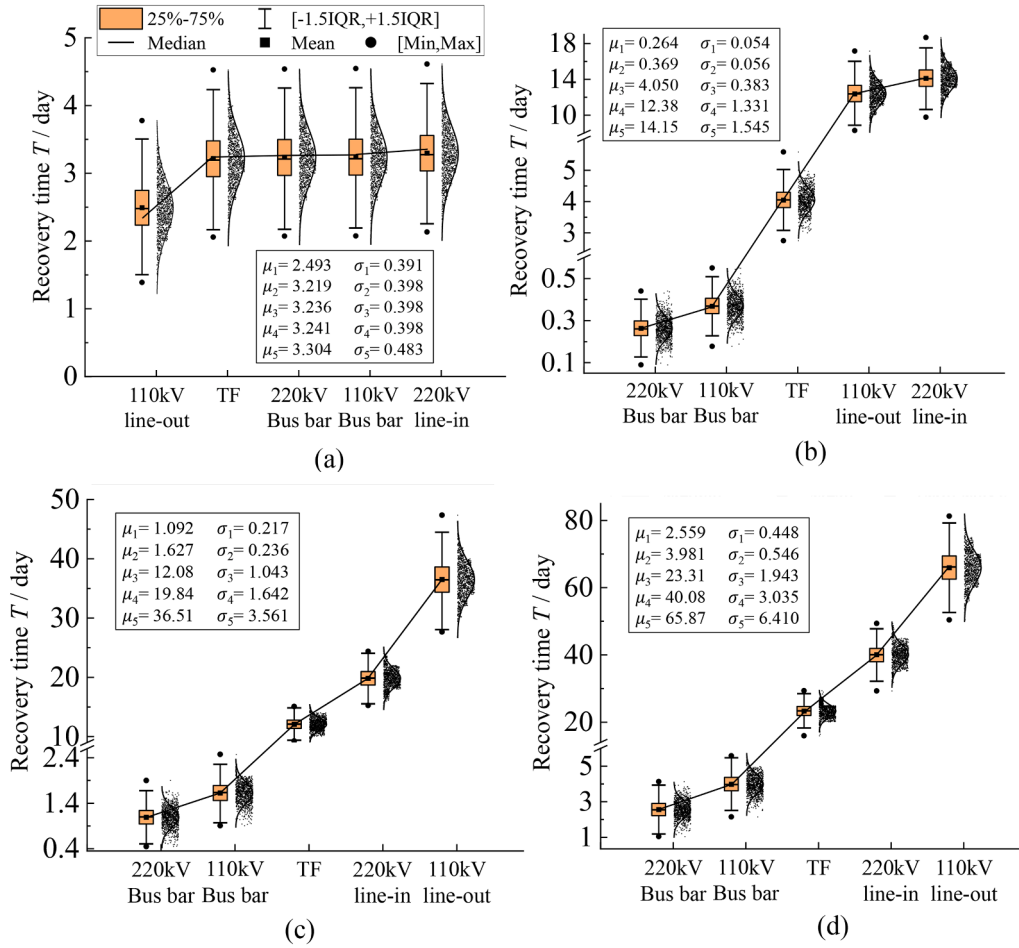 25%-75%
[-1.5IQR,+1.5IQR]
Median
Mean
[Min,Max]
Recovery time T / day
5
4
3
2
1
0
μ1= 2.493 σ1= 0.391
μ2= 3.219 σ2= 0.398
μ3= 3.236 σ3= 0.398
μ4= 3.241 σ4= 0.398
μ5= 3.304 σ5= 0.483
110kV line-out
TF
220kV Bus bar
110kV Bus bar
220kV line-in
(a)
Recovery time T / day
18
16
14
12
10
5
4
0.5
0.3
0.1
μ1= 0.264 σ1= 0.054
μ2= 0.369 σ2= 0.056
μ3= 4.050 σ3= 0.383
μ4= 12.38 σ4= 1.331
μ5= 14.15 σ5= 1.545
220kV Bus bar
110kV Bus bar
TF
110kV line-out
220kV line-in
(b)
Recovery time T / day
50
40
30
20
10
2.4
1.4
0.4
μ1= 1.092 σ1= 0.217
μ2= 1.627 σ2= 0.236
μ3= 12.08 σ3= 1.043
μ4= 19.84 σ4= 1.642
μ5= 36.51 σ5= 3.561
220kV Bus bar
110kV Bus bar
TF
220kV line-in
110kV line-out
(c)
Recovery time T / day
80
60
40
20
5
3
1
μ1= 2.559 σ1= 0.448
μ2= 3.981 σ2= 0.546
μ3= 23.31 σ3= 1.943
μ4= 40.08 σ4= 3.035
μ5= 65.87 σ5= 6.410
220kV Bus bar
110kV Bus bar
TF
220kV line-in
110kV line-out
(d)